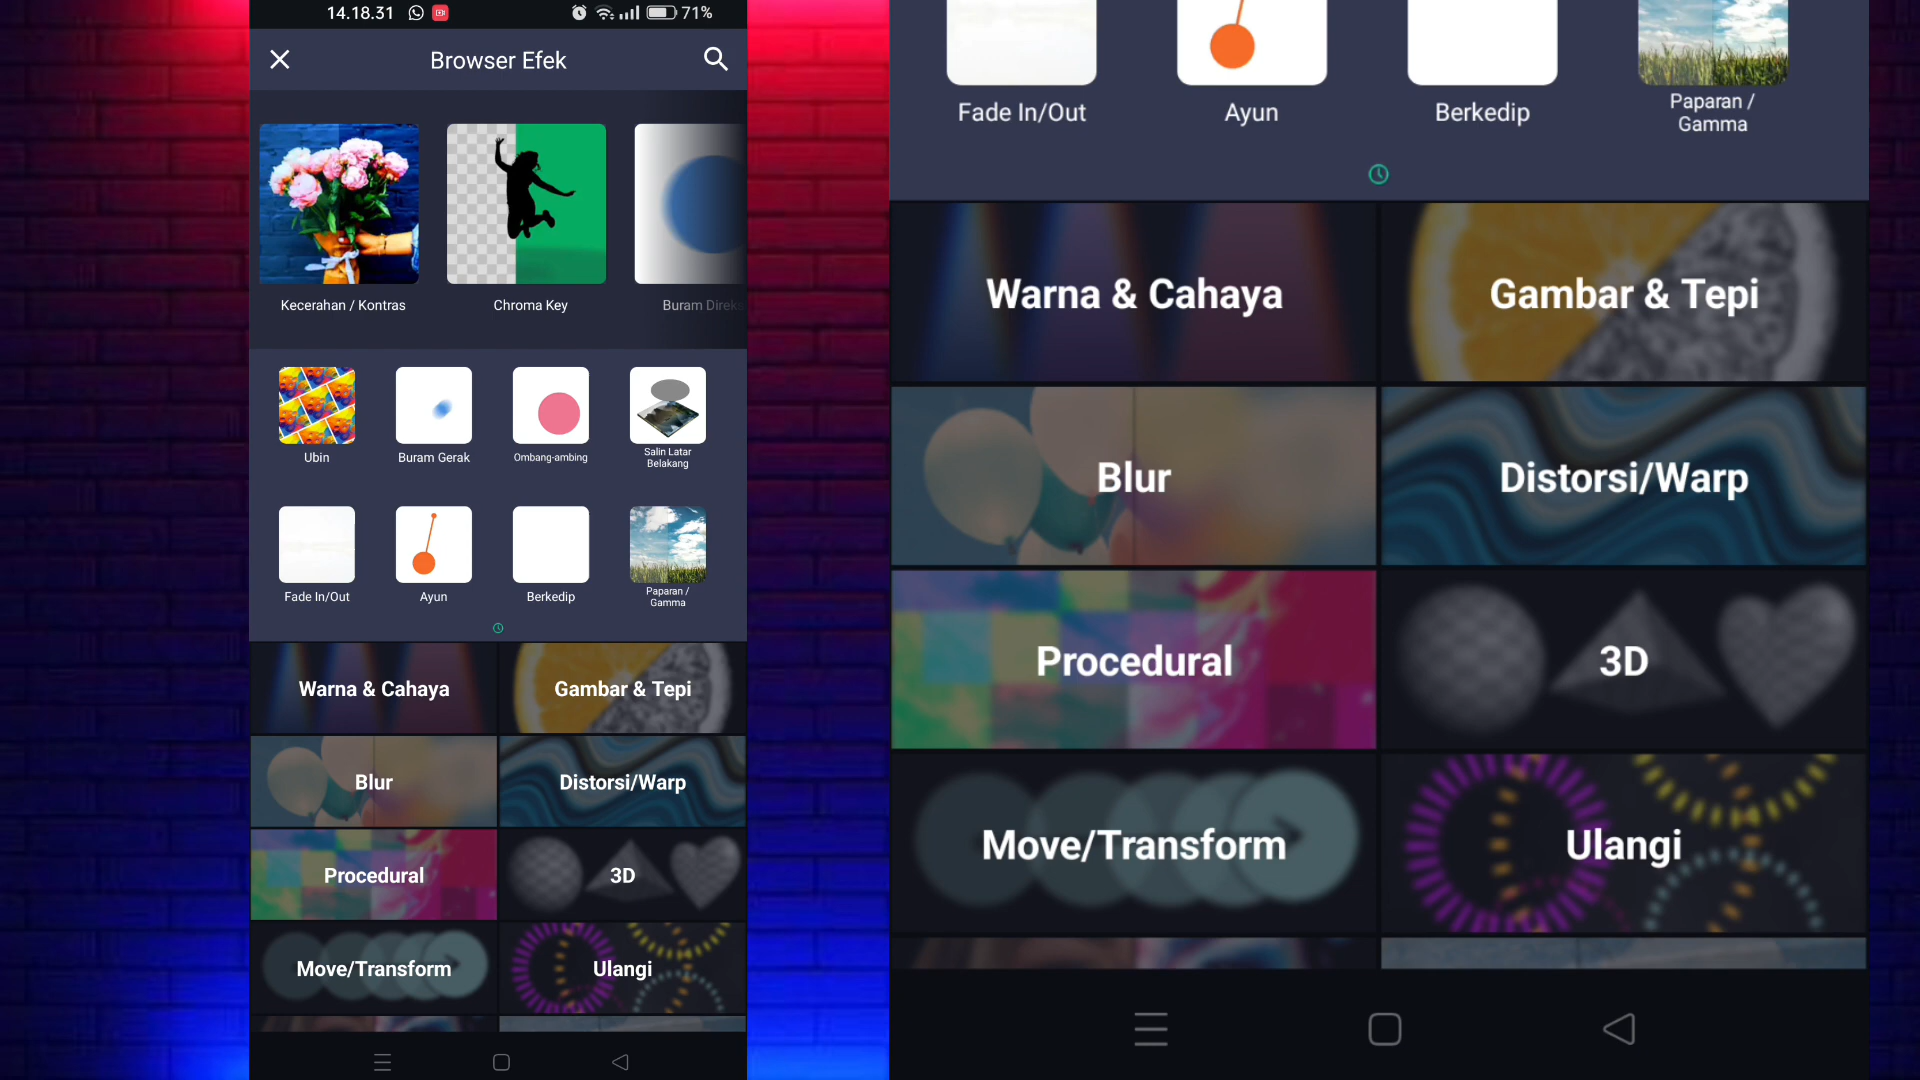 14.18.31
71%
Browser Efek
Kecerahan / Kontras
Chroma Key
Buram Direks
Ubin
Buram Gerak
Ombang-ambing
Salin Latar
Belakang
Fade In/Out
Ayun
Berkedip
Paparan /
Gamma
Warna & Cahaya
Gambar & Tepi
Blur
Distorsi/Warp
Procedural
3D
Move/Transform
Ulangi
Fade In/Out
Ayun
Berkedip
Paparan /
Gamma
Warna & Cahaya
Gambar & Tepi
Blur
Distorsi/Warp
Procedural
3D
Move/Transform
Ulangi